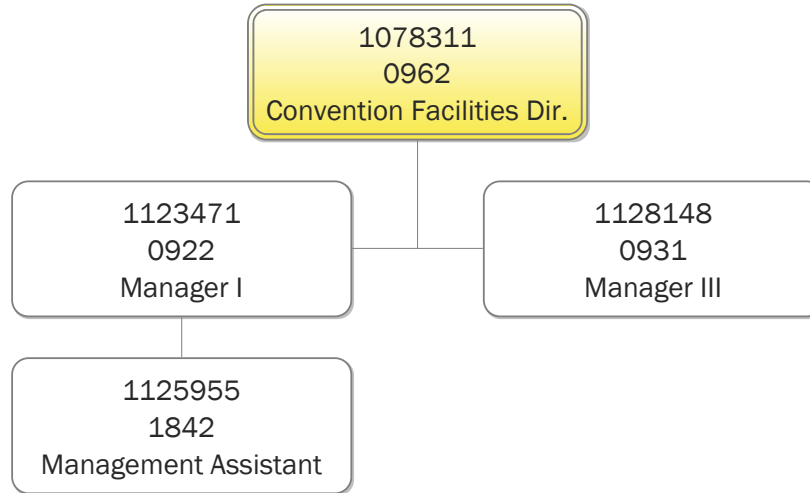 1078311
0962
Convention Facilities Dir.
1123471
0922
Manager I
1128148
0931
Manager III
1125955
1842
Management Assistant